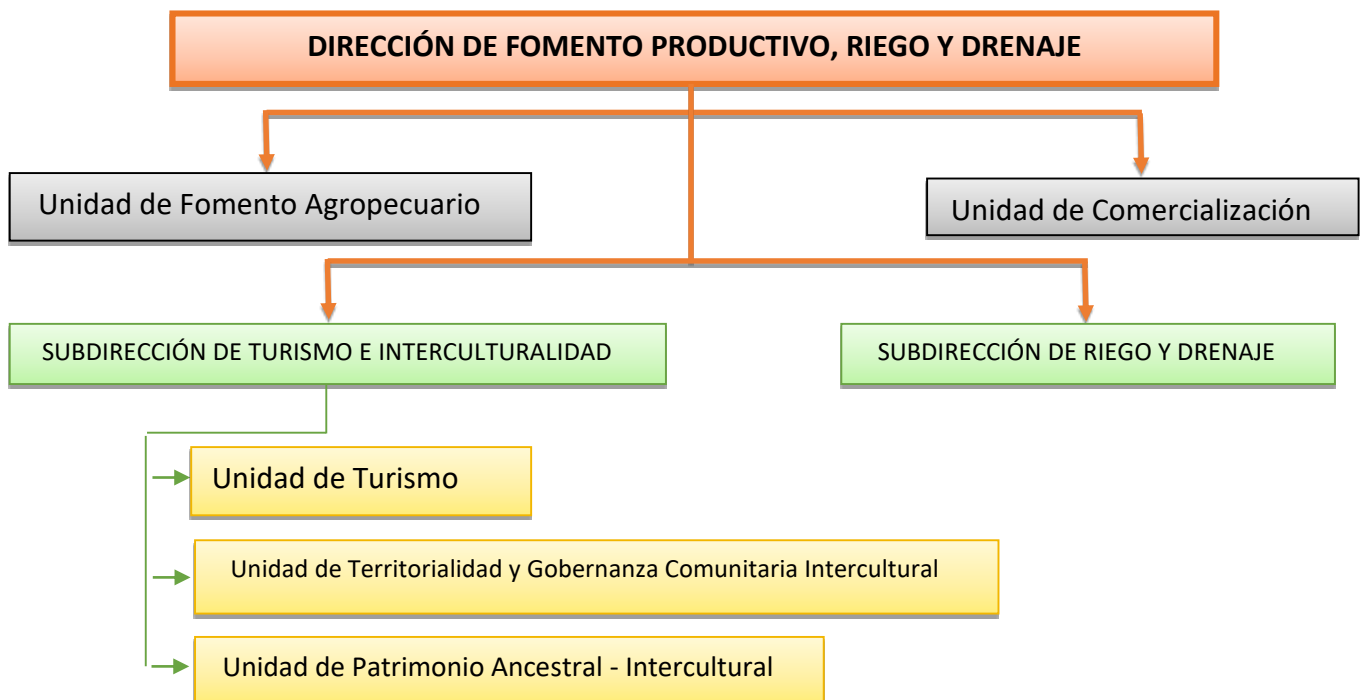 DIRECCIÓN DE FOMENTO PRODUCTIVO, RIEGO Y DRENAJE
Unidad de Fomento Agropecuario
Unidad de Comercialización
SUBDIRECCIÓN DE TURISMO E INTERCULTURALIDAD
SUBDIRECCIÓN DE RIEGO Y DRENAJE
Unidad de Turismo
Unidad de Territorialidad y Gobernanza Comunitaria Intercultural
Unidad de Patrimonio Ancestral - Intercultural